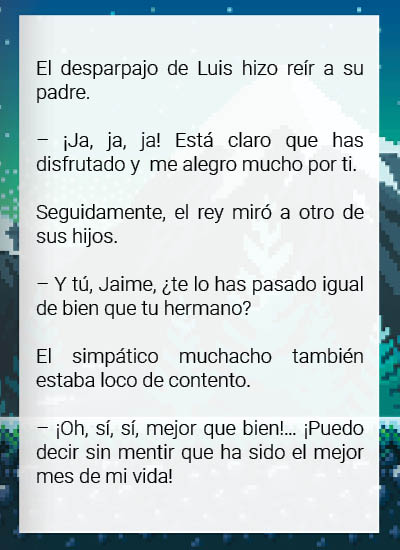 El desparpajo de Luis hizo reír a su
padre.
– ¡Ja, ja, ja! Está claro que has
disfrutado y  me alegro mucho por ti.
Seguidamente, el rey miró a otro de
sus hijos.
– Y tú, Jaime, ¿te lo has pasado igual
de bien que tu hermano?
El simpático muchacho también
estaba loco de contento.
– ¡Oh, sí, sí, mejor que bien!... ¡Puedo
decir sin mentir que ha sido el mejor
mes de mi vida!